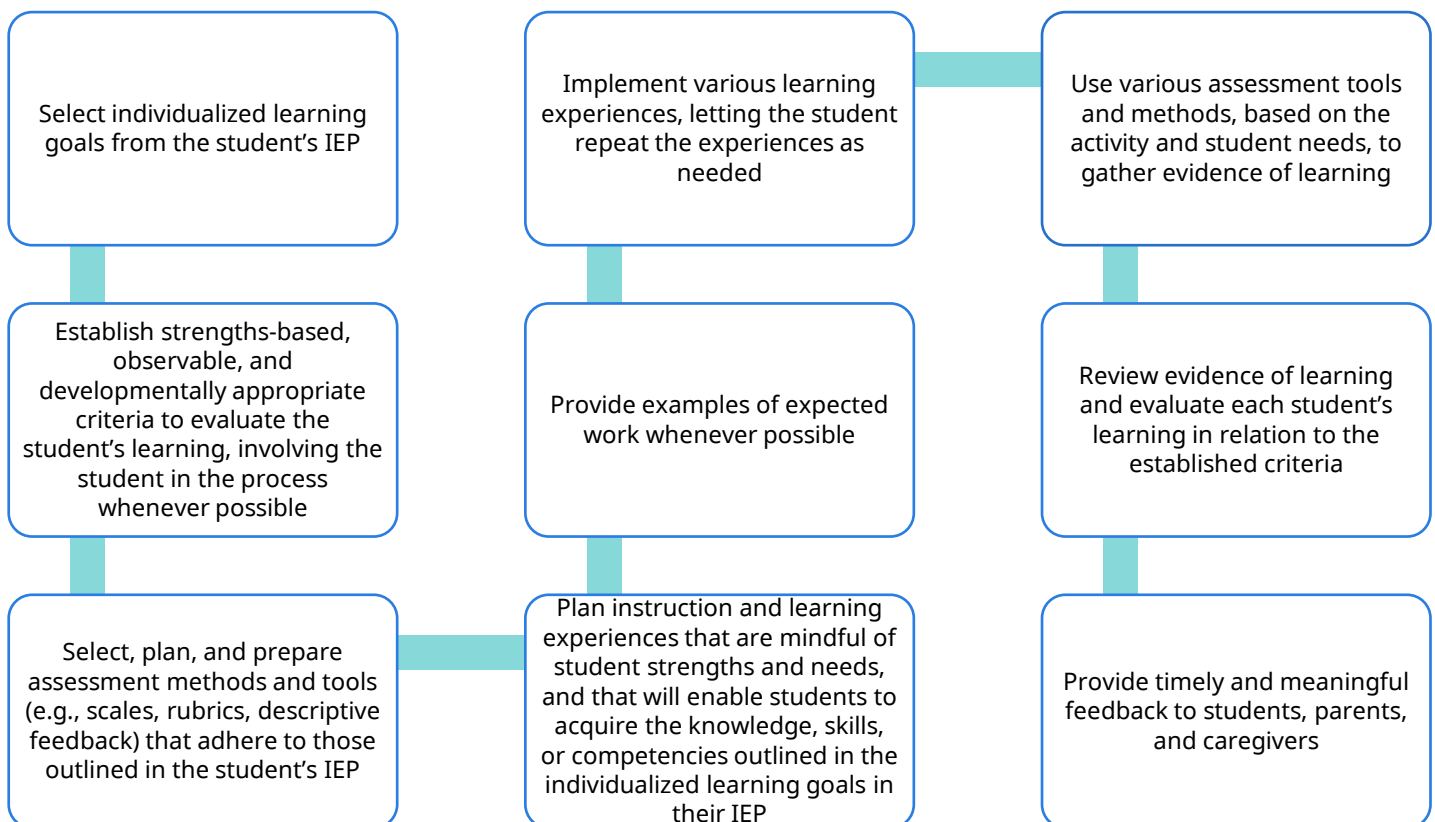 Select individualized learning
goals from the student’s IEP
Establish strengths-based,
observable, and
developmentally appropriate
criteria to evaluate the
student’s learning, involving the
student in the process
whenever possible
Select, plan, and prepare
assessment methods and tools
(e.g., scales, rubrics, descriptive
feedback) that adhere to those
outlined in the student’s IEP
Plan instruction and learning
experiences that are mindful of
student strengths and needs,
and that will enable students to
acquire the knowledge, skills,
or competencies outlined in the
individualized learning goals in
their IEP
Provide examples of expected
work whenever possible
Implement various learning
experiences, letting the student
repeat the experiences as
needed
Use various assessment tools
and methods, based on the
activity and student needs, to
gather evidence of learning
Review evidence of learning
and evaluate each student’s
learning in relation to the
established criteria
Provide timely and meaningful
feedback to students, parents,
and caregivers